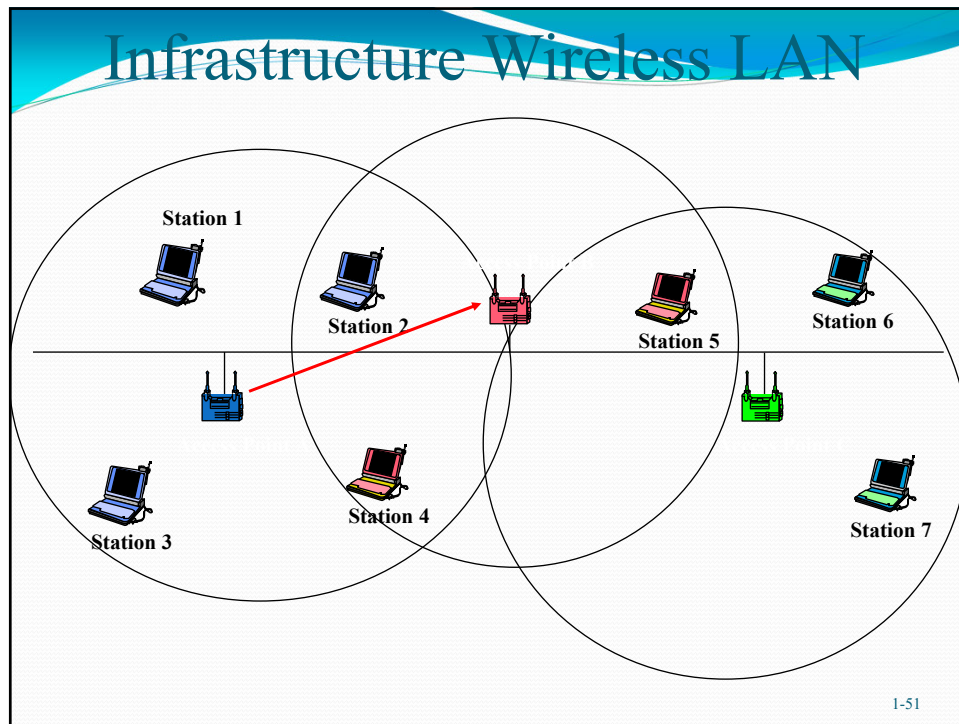 Infrastructure Wireless LAN
Station 1
Station 2
Station 5
Station 6
Station 3
Station 4
Station 7
1-51